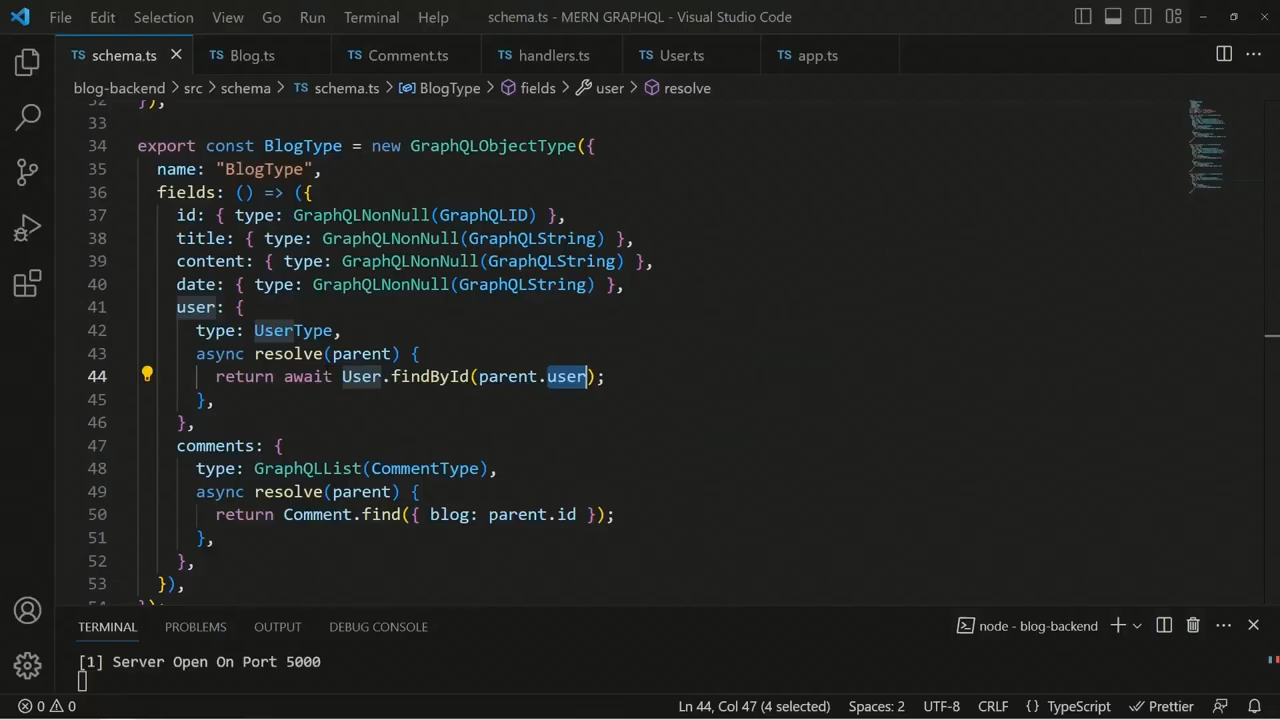 File Edit Selection View Go Run Terminal Help schema.ts - MERN GRAPHQL - Visual Studio Code
TS schema.ts TS Blog.ts TS Comment.ts TS handlers.ts TS User.ts TS app.ts
blog-backend > src > schema > TS schema.ts > BlogType > fields > user > resolve
32 }),
33
34 export const BlogType = new GraphQLObjectType({
35 name: "BlogType",
36 fields: () => ({
37 id: { type: GraphQLNonNull(GraphQLID) },
38 title: { type: GraphQLNonNull(GraphQLString) },
39 content: { type: GraphQLNonNull(GraphQLString) },
40 date: { type: GraphQLNonNull(GraphQLString) },
41 user: {
42 type: UserType,
43 async resolve(parent) {
44 return await User.findById(parent.user);
45 },
46 },
47 comments: {
48 type: GraphQLList(CommentType),
49 async resolve(parent) {
50 return Comment.find({ blog: parent.id });
51 },
52 },
53 }),
54 });
TERMINAL PROBLEMS OUTPUT DEBUG CONSOLE node - blog-backend
[1] Server Open On Port 5000
0 0 Ln 44, Col 47 (4 selected) Spaces: 2 UTF-8 CRLF {} TypeScript Prettier